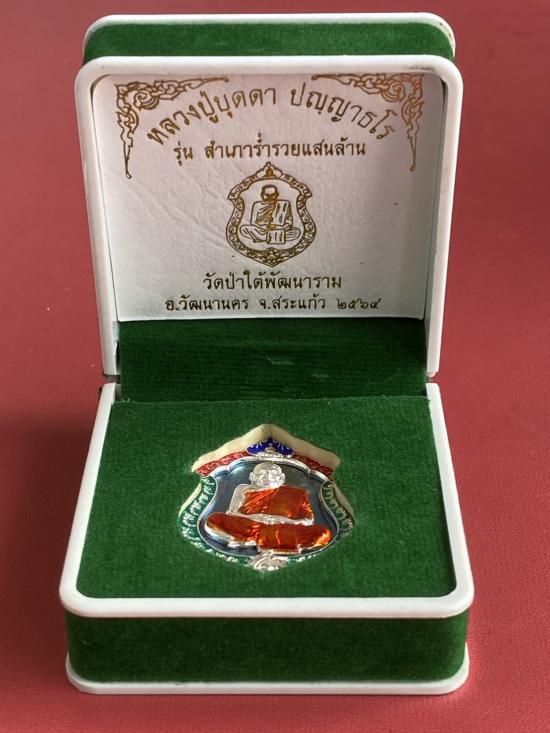 หลวงปู่บุดดา ปญฺญาธโร
รุ่น สำเภาร่ำรวยแสนล้าน
วัดป่าใต้พัฒนาราม
อ.วัฒนานคร จ.สระแก้ว ๒๕๖๔